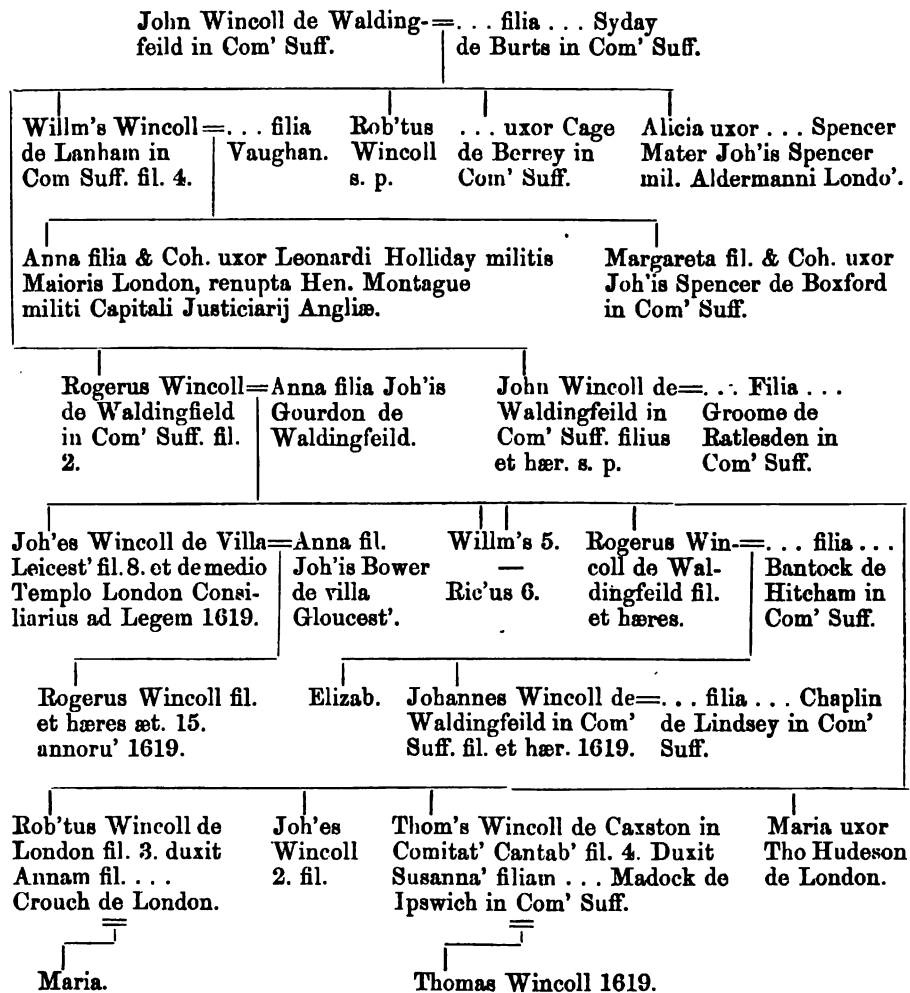 John Wincoll de Walding-=. . . filia . . . Syday
feild in Com' Suff. de Burts in Com' Suff.
Willm's Wincoll=. . . filia
de Lanham in Vaughan.
Com Suff. fil. 4.
Rob'tus
Wincoll
s. p.
. . . uxor Cage
de Berrey in
Com' Suff.
Alicia uxor . . . Spencer
Mater Joh'is Spencer
mil. Aldermanni Londo'.
Anna filia & Coh. uxor Leonardi Holliday militis
Maioris London, renupta Hen. Montague
militi Capitali Justiciarij Angliæ.
Margareta fil. & Coh. uxor
Joh'is Spencer de Boxford
in Com' Suff.
Rogerus Wincoll=Anna filia Joh'is
de Waldingfield Gourdon de
in Com' Suff. fil. Waldingfeild.
2.
John Wincoll de=. . . Filia . . .
Waldingfeild in Groome de
Com' Suff. filius Ratlesden in
et hær. s. p. Com' Suff.
Joh'es Wincoll de Villa=Anna fil.
Leicest' fil. 8. et de medio Joh'is Bower
Templo London Consi- de villa
liarius ad Legem 1619. Gloucest'.
Willm's 5.
—
Ric'us 6.
Rogerus Win-=. . . filia . . .
coll de Wal- Bantock de
dingfeild fil. Hitcham in
et hæres. Com' Suff.
Rogerus Wincoll fil.
et hæres æt. 15.
annoru' 1619.
Elizab.
Johannes Wincoll de=. . . filia . . . Chaplin
Waldingfeild in Com' de Lindsey in Com'
Suff. fil. et hær. 1619. Suff.
Rob'tus Wincoll de
London fil. 3. duxit
Annam fil. . . .
Crouch de London.
Joh'es
Wincoll
2. fil.
Thom's Wincoll de Caxston in
Comitat' Cantab' fil. 4. Duxit
Susanna' filiam . . . Madock de
Ipswich in Com' Suff.
Maria uxor
Tho Hudeson
de London.
Maria.
Thomas Wincoll 1619.